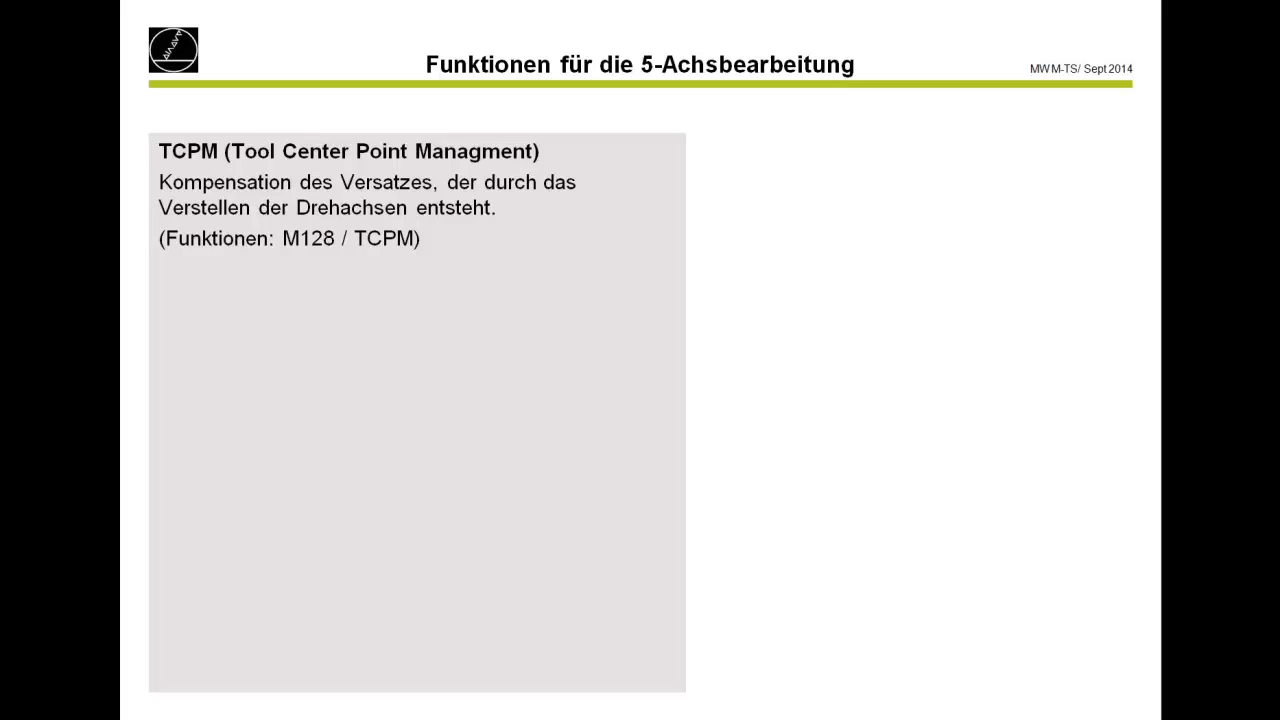 Funktionen für die 5-Achsbearbeitung
MWM-TS/ Sept 2014
TCPM (Tool Center Point Managment)
Kompensation des Versatzes, der durch das
Verstellen der Drehachsen entsteht.
(Funktionen: M128 / TCPM)